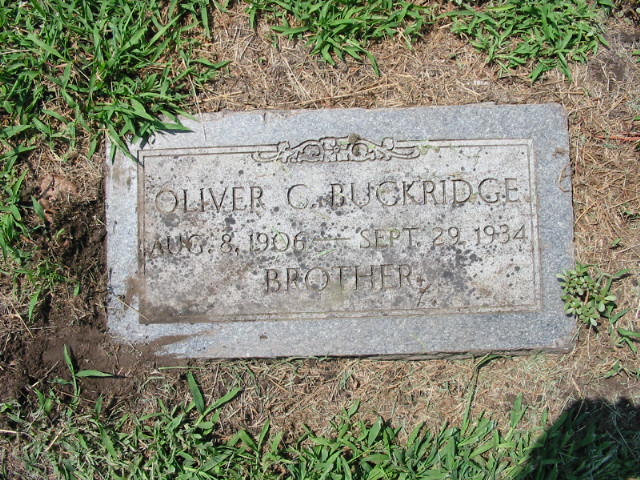 OLIVER C. BUCKRIDGE
AUG. 8, 1906 — SEPT. 29, 1934
BROTHER